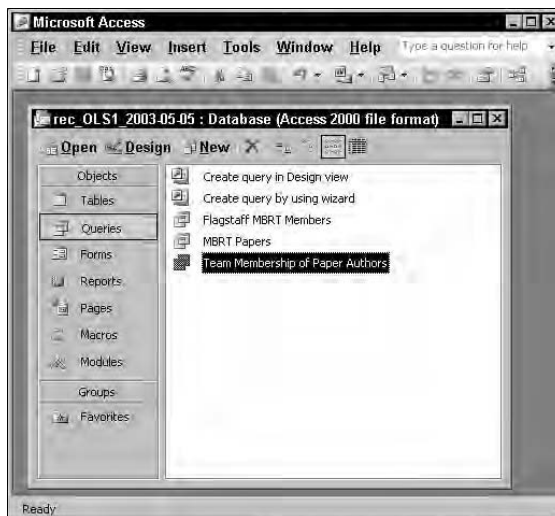 Microsoft Access
File Edit View Insert Tools Window Help Type a question for help
rec_OLS1_2003-05-05 : Database (Access 2000 file format)
Open Design New
Objects
Tables
Queries
Forms
Reports
Pages
Macros
Modules
Groups
Favorites
Create query in Design view
Create query by using wizard
Flagstaff MBRT Members
MBRT Papers
Team Membership of Paper Authors
Ready